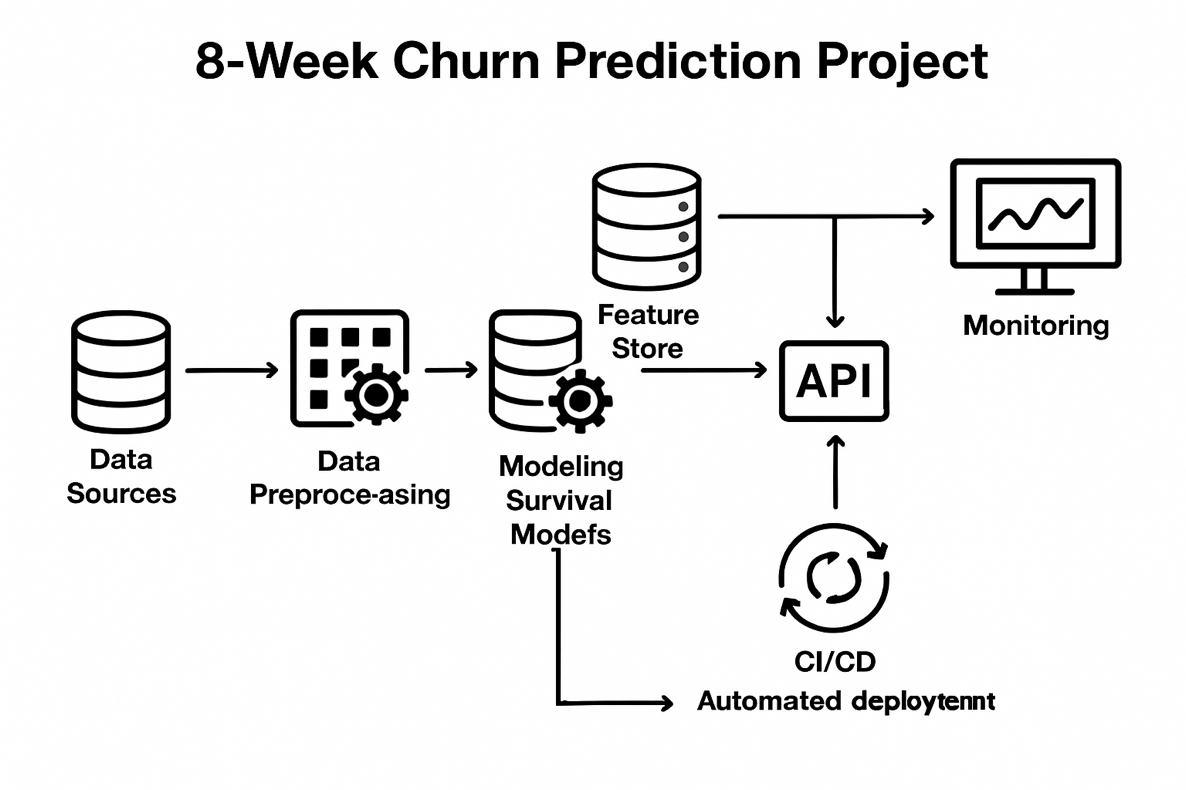 8-Week Churn Prediction Project
Feature
Store
Monitoring
API
Data
Sources
Data
Preproce-asing
Modeling
Survival
Modefs
CI/CD
Automated deploytennt